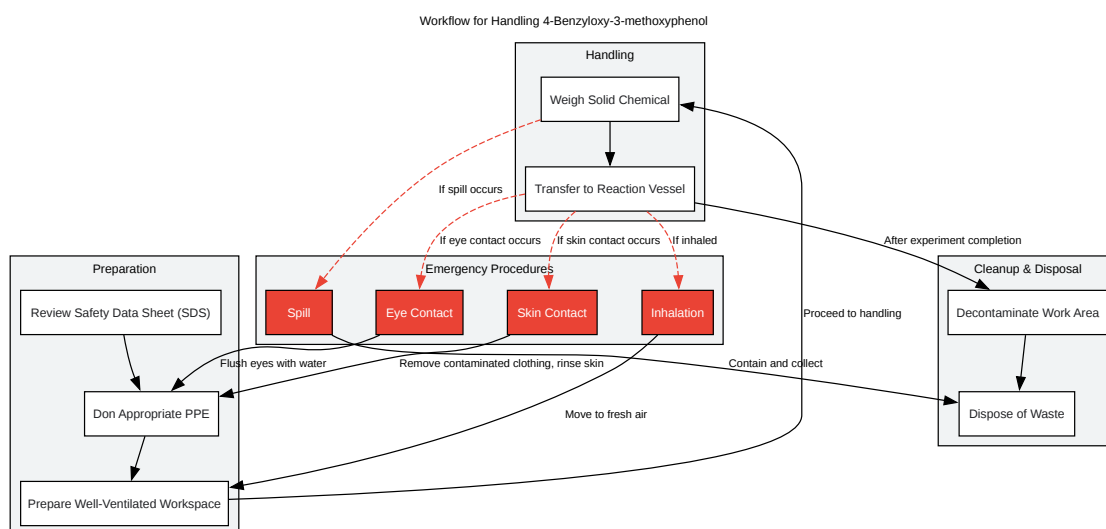 Workflow for Handling 4-Benzyloxy-3-methoxyphenol
Handling
Weigh Solid Chemical
Transfer to Reaction Vessel
If spill occurs
If eye contact occurs
If skin contact occurs
If inhaled
After experiment completion
Preparation
Review Safety Data Sheet (SDS)
Don Appropriate PPE
Prepare Well-Ventilated Workspace
Emergency Procedures
Spill
Eye Contact
Skin Contact
Inhalation
Flush eyes with water
Remove contaminated clothing, rinse skin
Move to fresh air
Contain and collect
Proceed to handling
Cleanup & Disposal
Decontaminate Work Area
Dispose of Waste